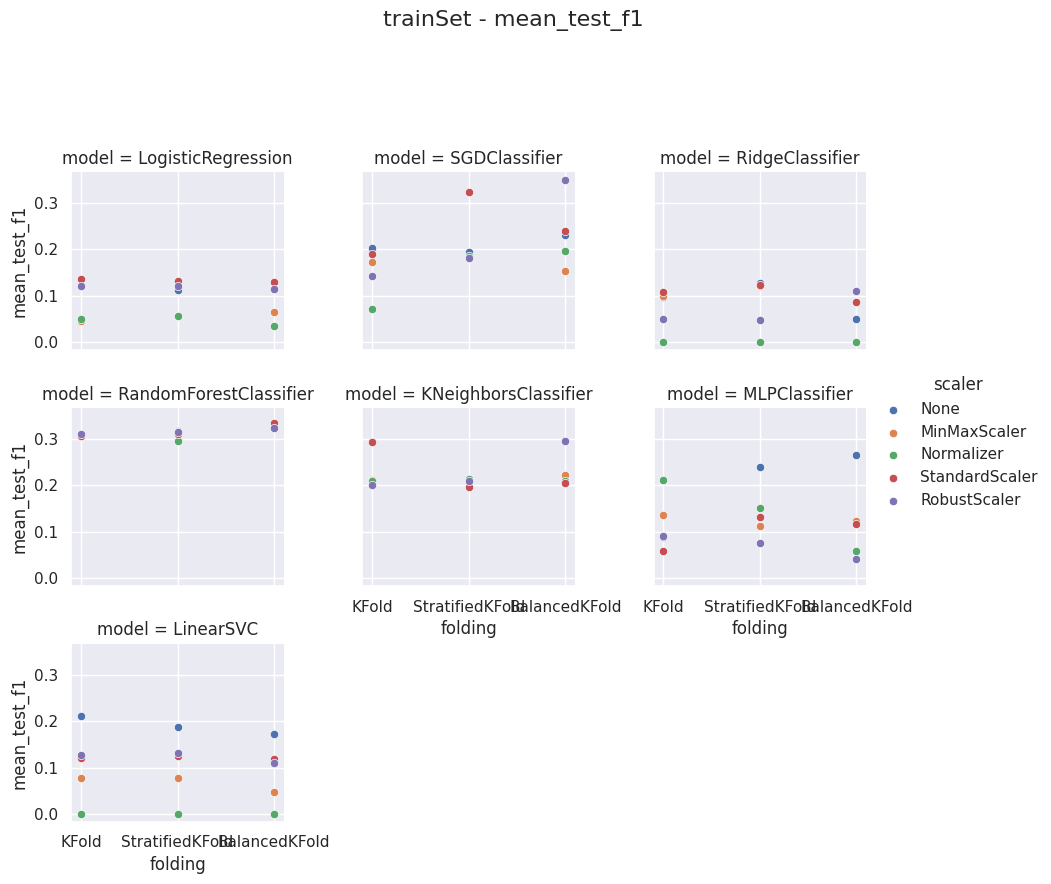 trainSet - mean_test_f1
model = LogisticRegression
model = SGDClassifier
model = RidgeClassifier
mean_test_f1
0.3
0.2
0.1
0.0
model = RandomForestClassifier
model = KNeighborsClassifier
model = MLPClassifier
mean_test_f1
0.3
0.2
0.1
0.0
scaler
None
MinMaxScaler
Normalizer
StandardScaler
RobustScaler
KFold StratifiedKFold BalancedKFold
folding
KFold StratifiedKFold BalancedKFold
folding
model = LinearSVC
mean_test_f1
0.3
0.2
0.1
0.0
KFold StratifiedKFold BalancedKFold
folding